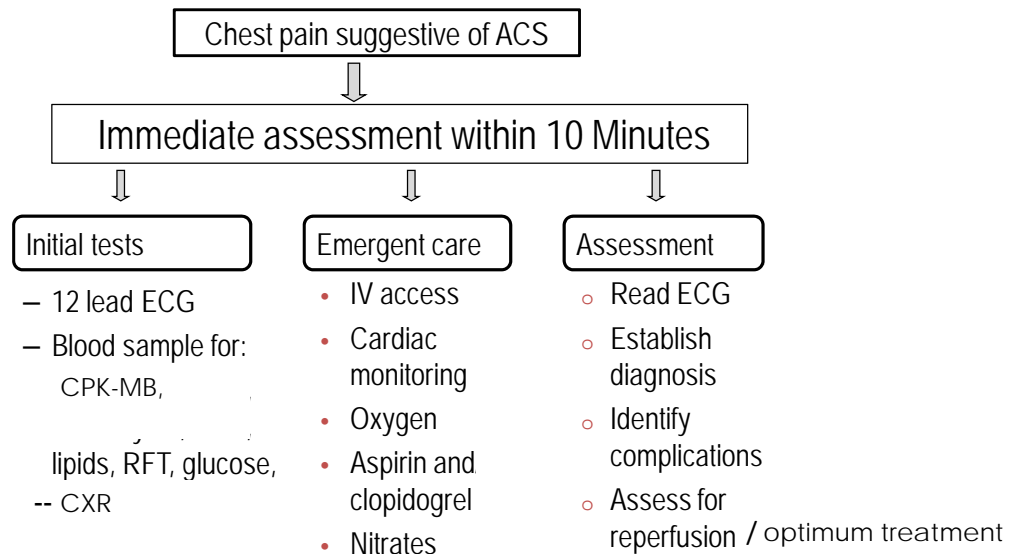 Chest pain suggestive of ACS
Immediate assessment within 10 Minutes
Initial tests
– 12 lead ECG
– Blood sample for:
CPK-MB,
lipids, RFT, glucose,
-- CXR
Emergent care
• IV access
• Cardiac
monitoring
• Oxygen
• Aspirin and
clopidogrel
• Nitrates
Assessment
o Read ECG
o Establish
diagnosis
o Identify
complications
o Assess for
reperfusion / optimum treatment